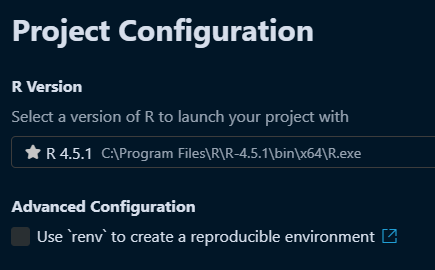 Project Configuration
R Version
Select a version of R to launch your project with
R 4.5.1 C:\Program Files\R\R-4.5.1\bin\x64\R.exe
Advanced Configuration
Use `renv` to create a reproducible environment